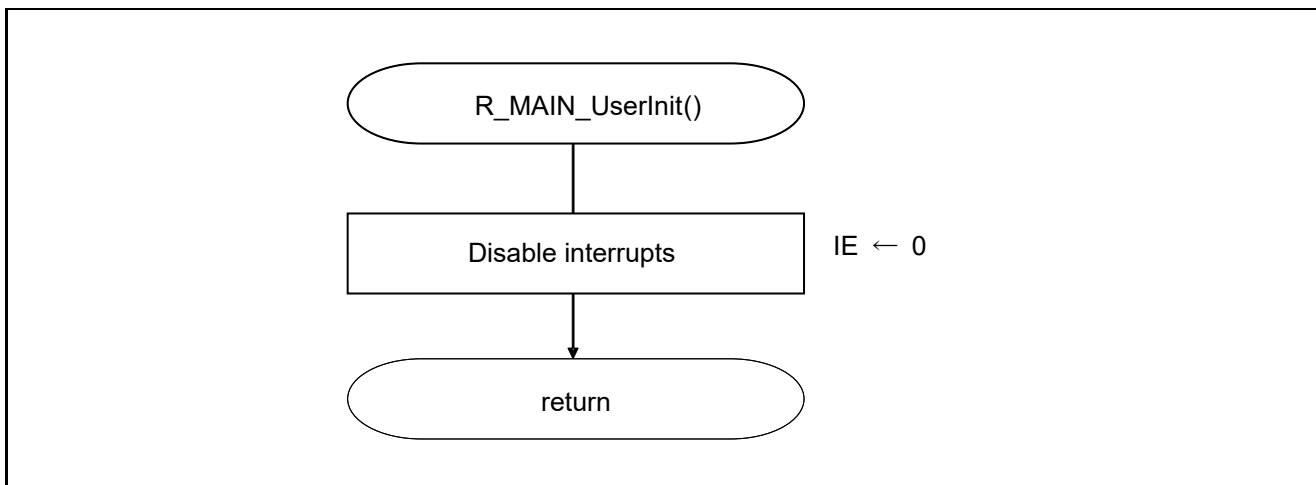 R_MAIN_UserInit()
Disable interrupts
IE ← 0
return